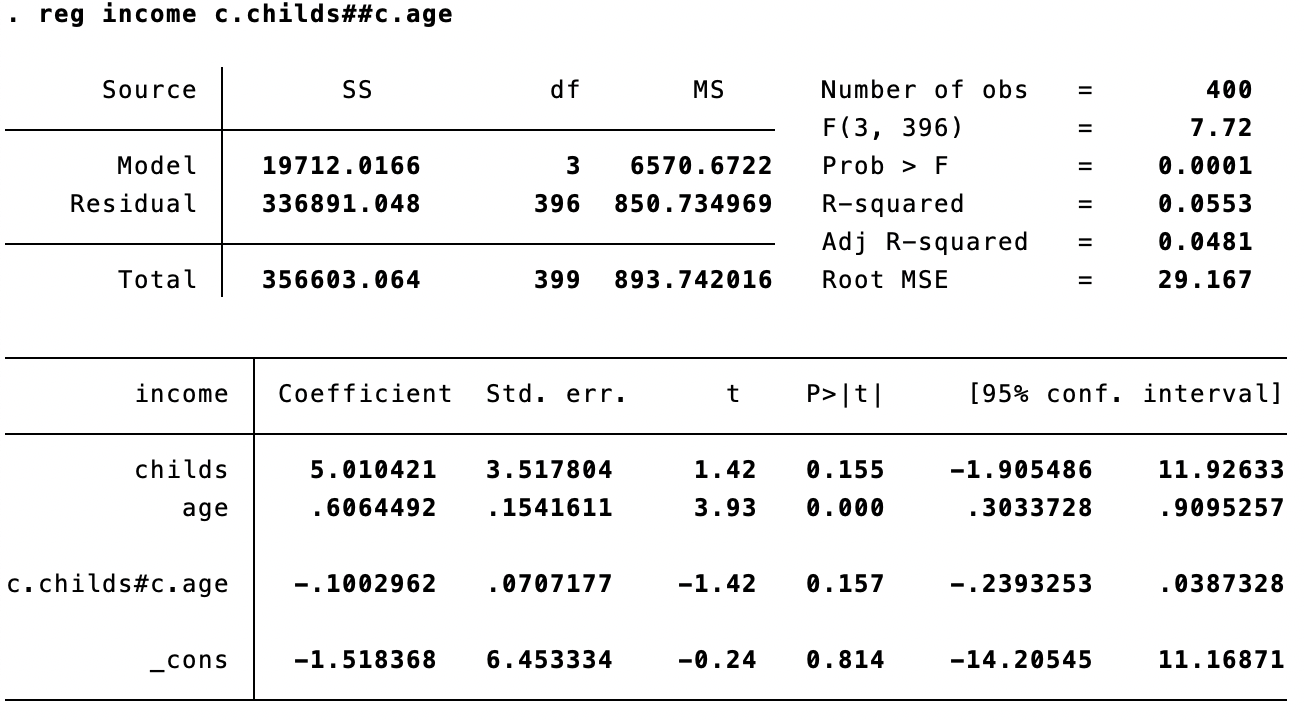 . reg income c.childs##c.age
Source SS df MS Number of obs = 400
F(3, 396) = 7.72
Model 19712.0166 3 6570.6722 Prob > F = 0.0001
Residual 336891.048 396 850.734969 R-squared = 0.0553
Adj R-squared = 0.0481
Total 356603.064 399 893.742016 Root MSE = 29.167
income Coefficient Std. err. t P>|t| [95% conf. interval]
childs 5.010421 3.517804 1.42 0.155 -1.905486 11.92633
age .6064492 .1541611 3.93 0.000 .3033728 .9095257
c.childs#c.age -.1002962 .0707177 -1.42 0.157 -.2393253 .0387328
_cons -1.518368 6.453334 -0.24 0.814 -14.20545 11.16871